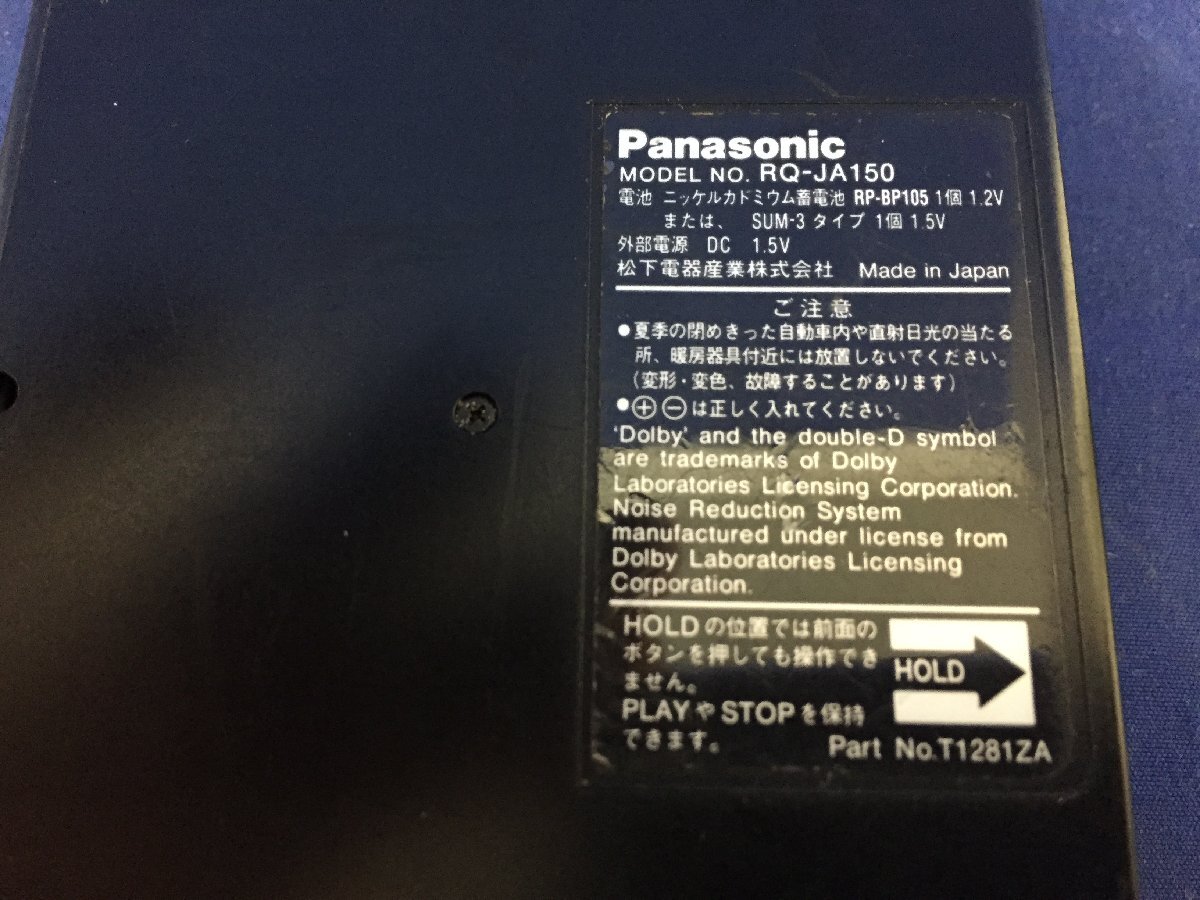 Panasonic
MODEL NO. RQ-JA150
電池 ニッケルカドミウム蓄電池 RP-BP105 1個 1.2V
または、 SUM-3 タイプ 1個 1.5V
外部電源 DC 1.5V
松下電器産業株式会社 Made in Japan
ご注意
●夏季の閉めきった自動車内や直射日光の当たる
所、暖房器具付近には放置しないでください。
(変形・変色、故障することがあります)
●⊕⊖は正しく入れてください。
'Dolby' and the double-D symbol
are trademarks of Dolby
Laboratories Licensing Corporation.
Noise Reduction System
manufactured under license from
Dolby Laboratories Licensing
Corporation.
HOLDの位置では前面の
ボタンを押しても操作でき
ません。
PLAYやSTOPを保持
できます。
HOLD
Part No.T1281ZA